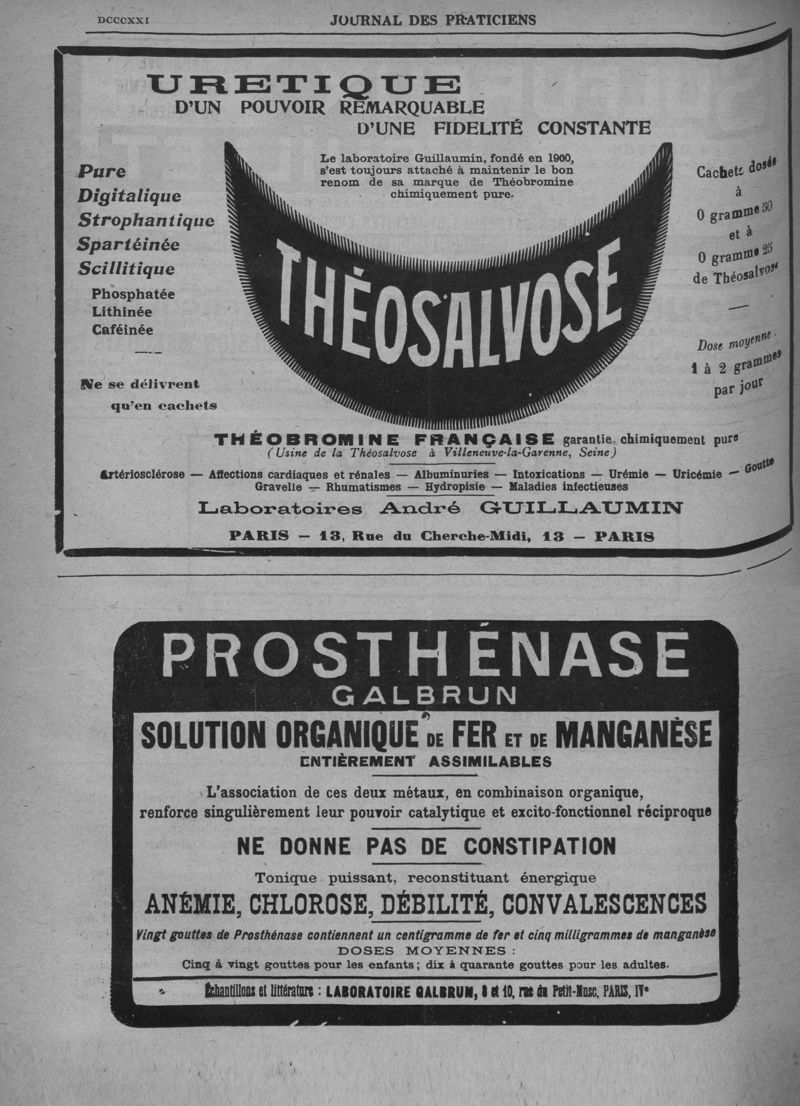 DCCCXXI
JOURNAL DES PRATICIENS
URETIQUE
D'UN POUVOIR REMARQUABLE
D'UNE FIDELITÉ CONSTANTE
Le laboratoire Guillaumin, fondé en 1900,
s'est toujours attaché à maintenir le bon
renom de sa marque de Théobromine
chimiquement pure.
Pure
Digitalique
Strophantique
Spartéinée
Scillitique
Phosphatée
Lithinée
Caféinée
Ne se délivrent
qu'en cachets
THÉOSALVOSE
Cachets dosés
à
0 gramme 50
et à
0 gramme 25
de Théosalvose
Dose moyenne
1 à 2 grammes
par jour
THÉOBROMINE FRANÇAISE garantie chimiquement pure
(Usine de la Théosalvose à Villeneuve-la-Garenne, Seine)
Artériosclérose — Affections cardiaques et rénales — Albuminuries — Intoxications — Urémie — Uricémie — Goutte
Gravelle — Rhumatismes — Hydropisie — Maladies infectieuses
Laboratoires André GUILLAUMIN
PARIS — 13, Rue du Cherche-Midi, 13 — PARIS
PROSTHÉNASE
GALBRUN
SOLUTION ORGANIQUE DE FER ET DE MANGANÈSE
ENTIÈREMENT ASSIMILABLES
L'association de ces deux métaux, en combinaison organique,
renforce singulièrement leur pouvoir catalytique et excito-fonctionnel réciproque
NE DONNE PAS DE CONSTIPATION
Tonique puissant, reconstituant énergique
ANÉMIE, CHLOROSE, DÉBILITÉ, CONVALESCENCES
Vingt gouttes de Prosthénase contiennent un centigramme de fer et cinq milligrammes de manganèse
DOSES MOYENNES :
Cinq à vingt gouttes pour les enfants ; dix à quarante gouttes pour les adultes.
Échantillons et littérature : LABORATOIRE GALBRUN, 8 et 10, rue du Petit-Musc, PARIS, IVe